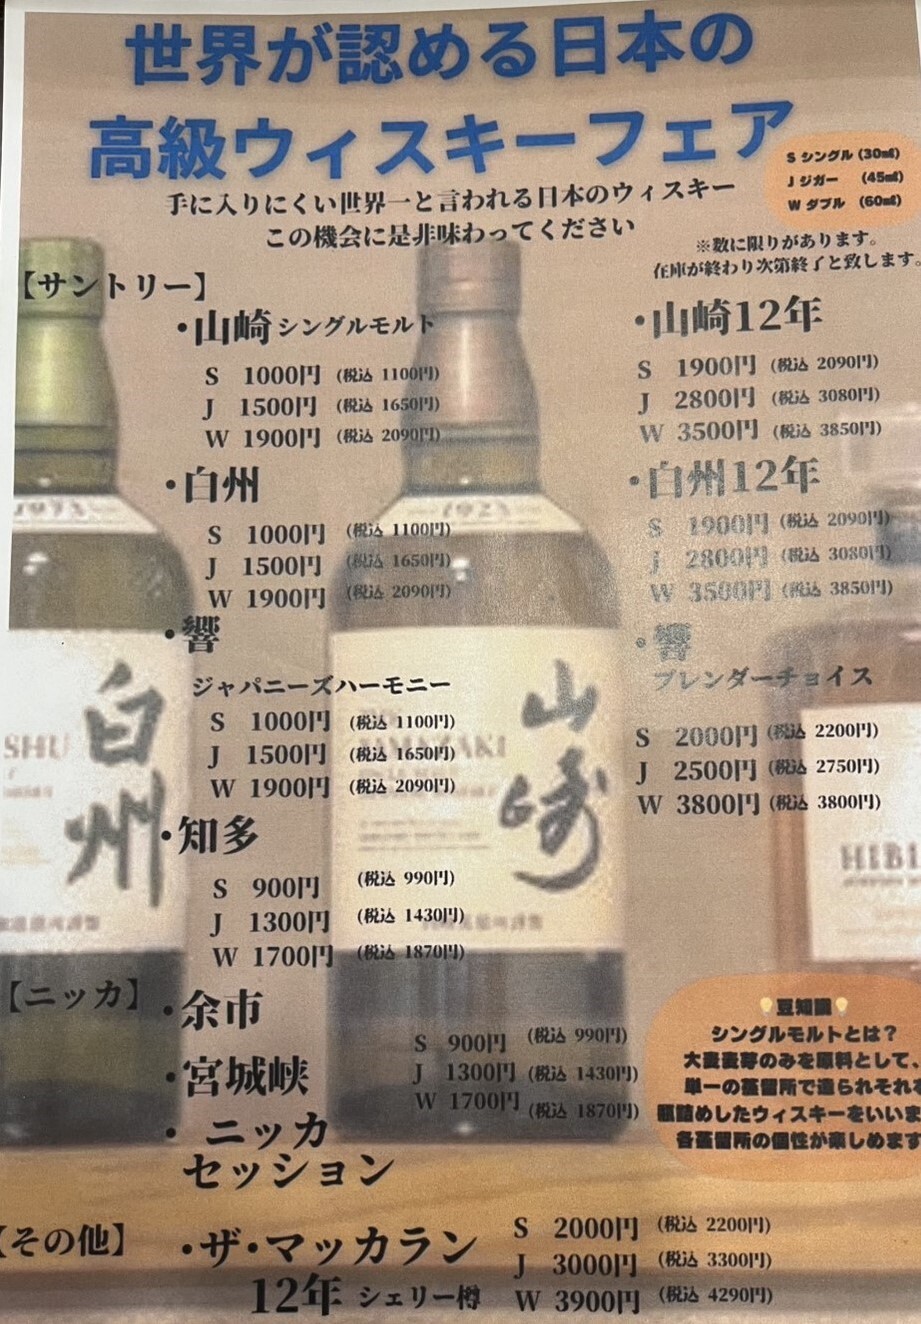 世界が認める日本の
高級ウィスキーフェア
S シングル (30㎖)
J ジガー (45㎖)
W ダブル (60㎖)
手に入りにくい世界一と言われる日本のウィスキー
この機会に是非味わってください
※数に限りがあります。
在庫が終わり次第終了と致します。
【サントリー】
・山崎 シングルモルト
S 1000円 (税込 1100円)
J 1500円 (税込 1650円)
W 1900円 (税込 2090円)
・白州
S 1000円 (税込 1100円)
J 1500円 (税込 1650円)
W 1900円 (税込 2090円)
・響
ジャパニーズハーモニー
S 1000円 (税込 1100円)
J 1500円 (税込 1650円)
W 1900円 (税込 2090円)
・知多
S 900円 (税込 990円)
J 1300円 (税込 1430円)
W 1700円 (税込 1870円)
・山崎12年
S 1900円 (税込 2090円)
J 2800円 (税込 3080円)
W 3500円 (税込 3850円)
・白州12年
S 1900円 (税込 2090円)
J 2800円 (税込 3080円)
W 3500円 (税込 3850円)
・響
ブレンダーチョイス
S 2000円 (税込 2200円)
J 2500円 (税込 2750円)
W 3800円 (税込 3800円)
【ニッカ】
・余市
・宮城峡
・ニッカ
セッション
S 900円 (税込 990円)
J 1300円 (税込 1430円)
W 1700円 (税込 1870円)
💡豆知識💡
シングルモルトとは？
大麦麦芽のみを原料として、
単一の蒸留所で造られそれを
瓶詰めしたウィスキーをいいま
各蒸留所の個性が楽しめます
【その他】
・ザ・マッカラン
12年 シェリー樽
S 2000円 (税込 2200円)
J 3000円 (税込 3300円)
W 3900円 (税込 4290円)
1973
SHU
白州
1923
山崎
HIBI